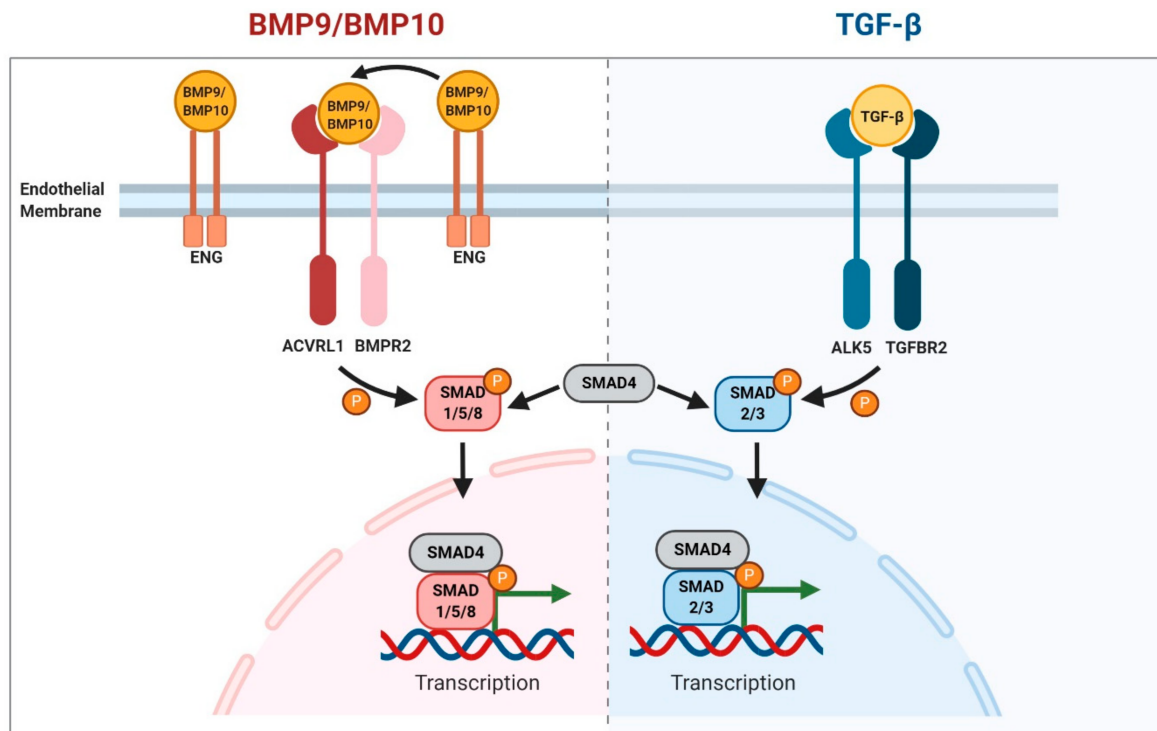 BMP9/BMP10
TGF-β
BMP9/
BMP10
BMP9/
BMP10
BMP9/
BMP10
TGF-β
Endothelial
Membrane
ENG
ENG
ACVRL1
BMPR2
ALK5
TGFBR2
P
SMAD
1/5/8
P
SMAD4
SMAD
2/3
P
P
SMAD4
SMAD
1/5/8
P
SMAD4
SMAD
2/3
P
Transcription
Transcription